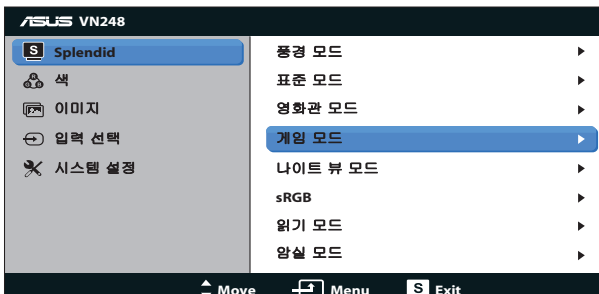 ASUS VN248
S Splendid
색
이미지
입력 선택
시스템 설정
풍경 모드
표준 모드
영화관 모드
게임 모드
나이트 뷰 모드
sRGB
읽기 모드
암실 모드
Move Menu S Exit